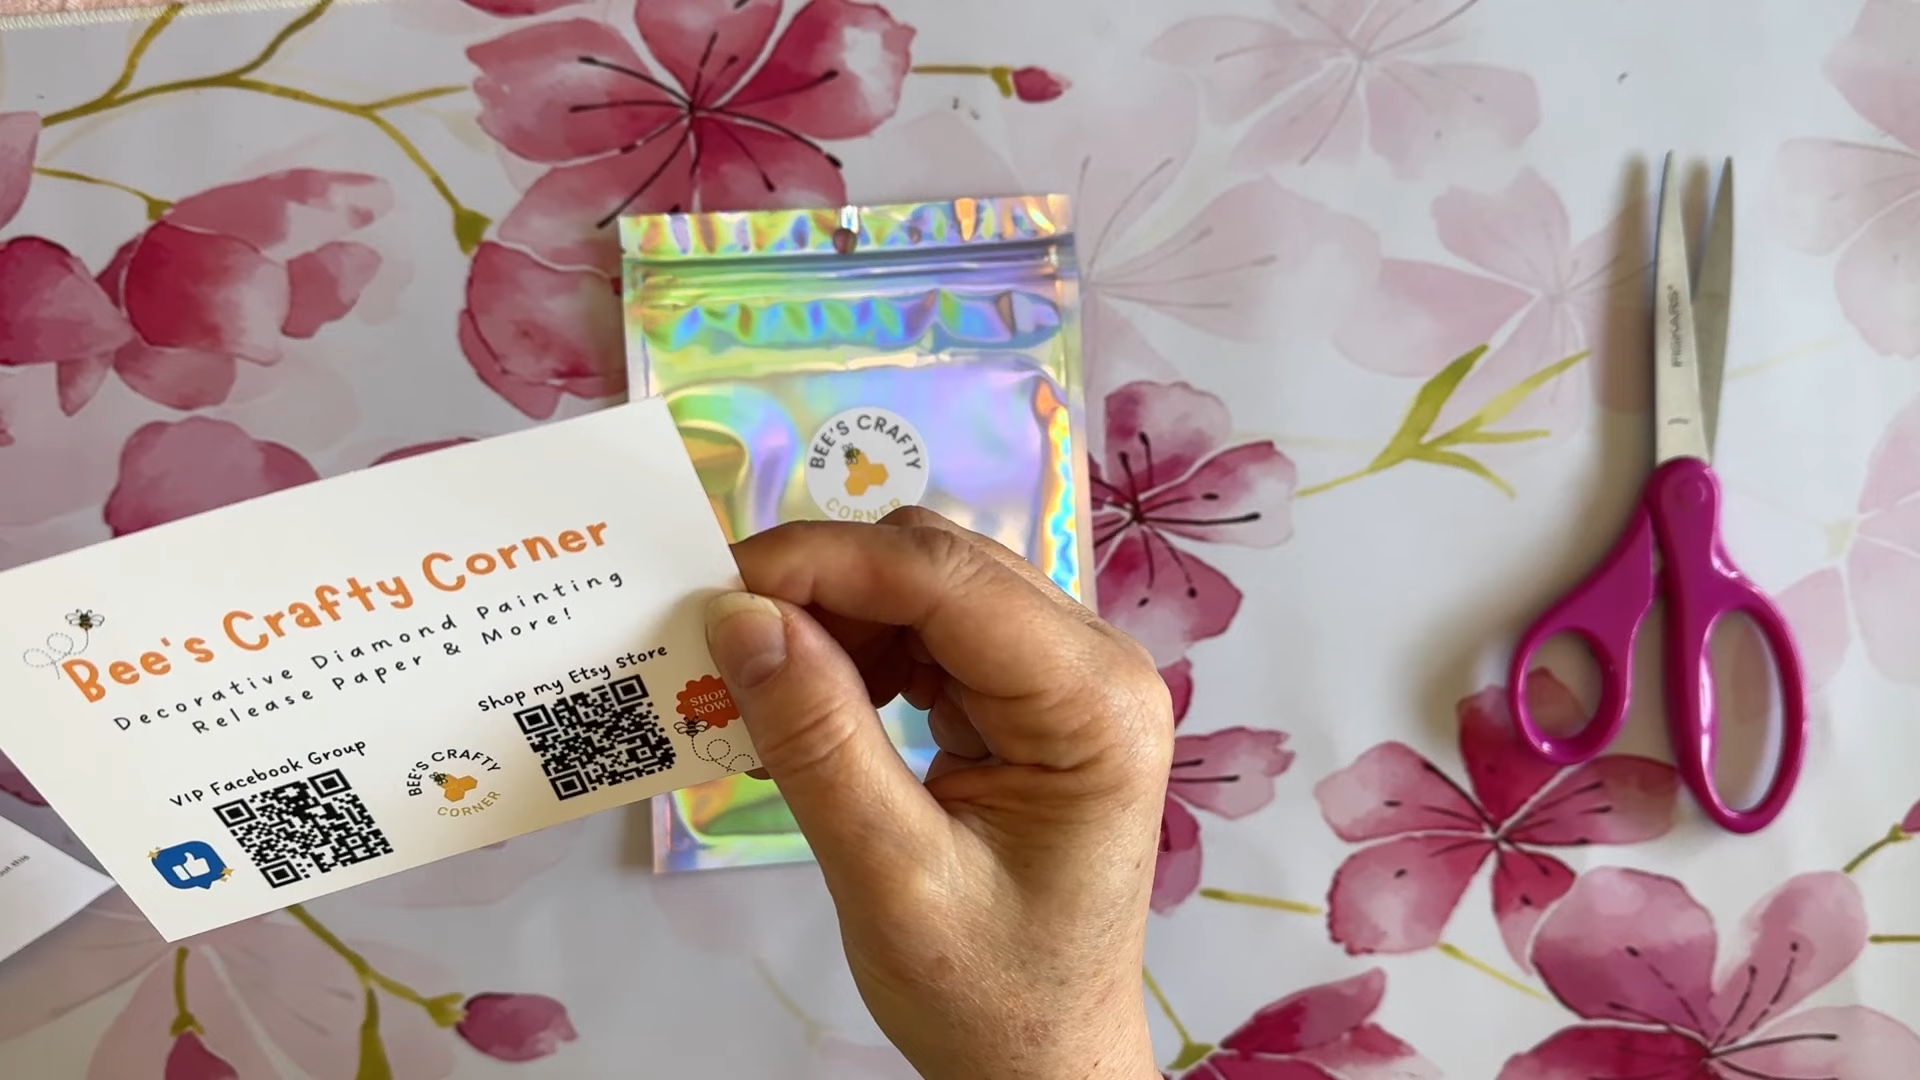 BEE'S CRAFTY
CORNER
Bee's Crafty Corner
Decorative Diamond Painting
Release Paper & More!
Shop my Etsy Store
SHOP
NOW!
VIP Facebook Group
BEE'S CRAFTY
CORNER
FISKARS